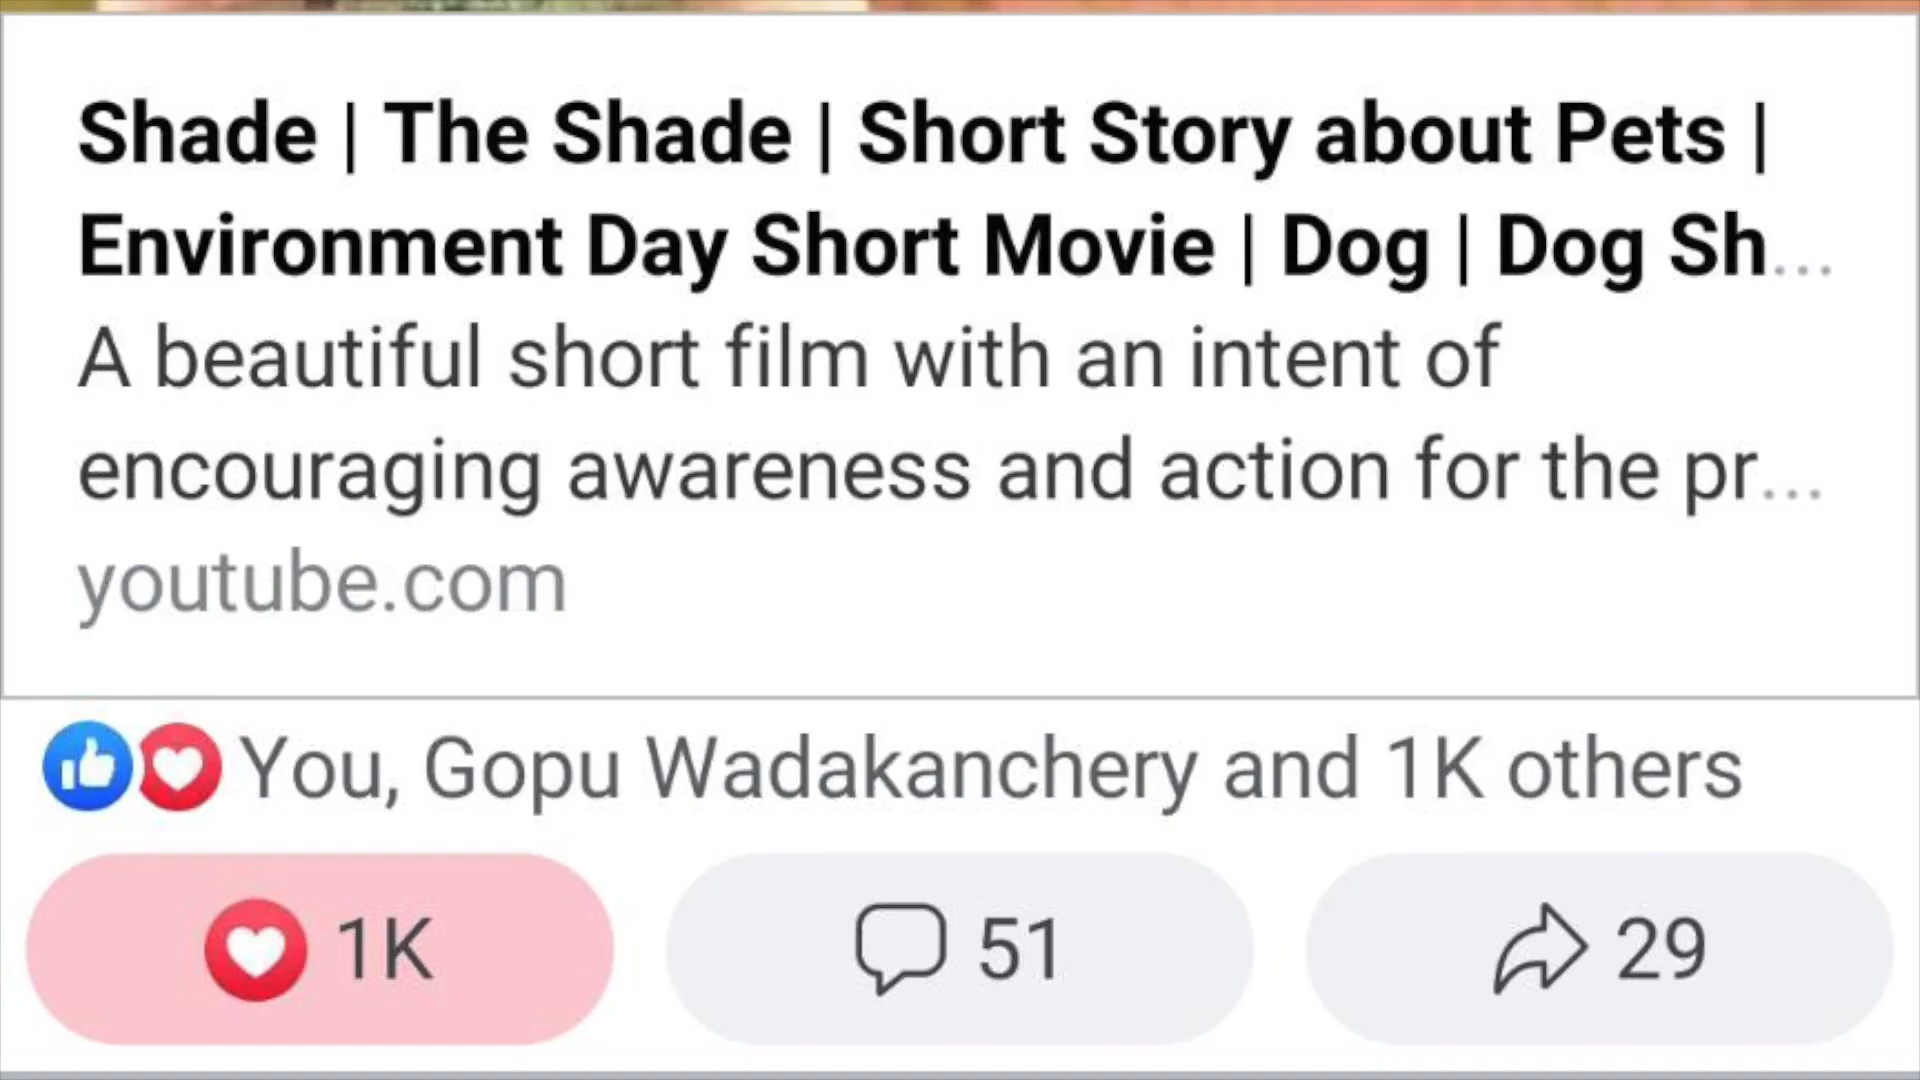 Shade | The Shade | Short Story about Pets |
Environment Day Short Movie | Dog | Dog Sh...
A beautiful short film with an intent of
encouraging awareness and action for the pr...
youtube.com
You, Gopu Wadakanchery and 1K others
1K 51 29